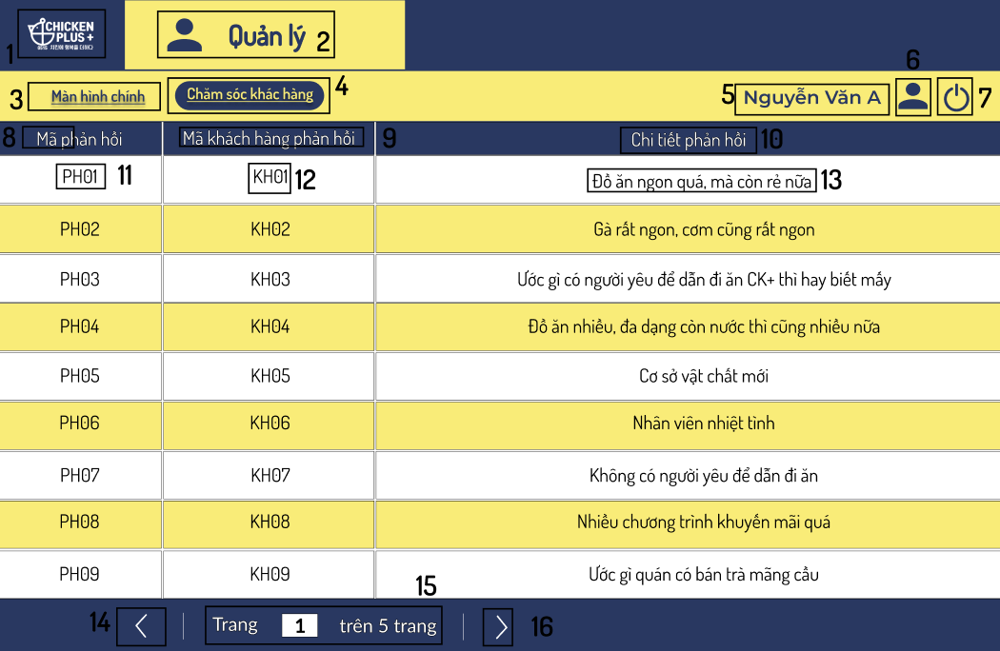 CHICKEN
PLUS+
1
Quản lý 2
3 Màn hình chính
Chăm sóc khác hàng 4
5 Nguyễn Văn A
6
7
8 Mã phản hồi
Mã khách hàng phản hồi 9
Chi tiết phản hồi 10
PH01 11 KH01 12 Đồ ăn ngon quá, mà còn rẻ nữa 13
PH02 KH02 Gà rất ngon, cơm cũng rất ngon
PH03 KH03 Ước gì có người yêu để dẫn đi ăn CK+ thì hay biết mấy
PH04 KH04 Đồ ăn nhiều, đa dạng còn nước thì cũng nhiều nữa
PH05 KH05 Cơ sở vật chất mới
PH06 KH06 Nhân viên nhiệt tình
PH07 KH07 Không có người yêu để dẫn đi ăn
PH08 KH08 Nhiều chương trình khuyến mãi quá
PH09 KH09 Ước gì quán có bán trà mãng cầu
15
14 Trang 1 trên 5 trang 16